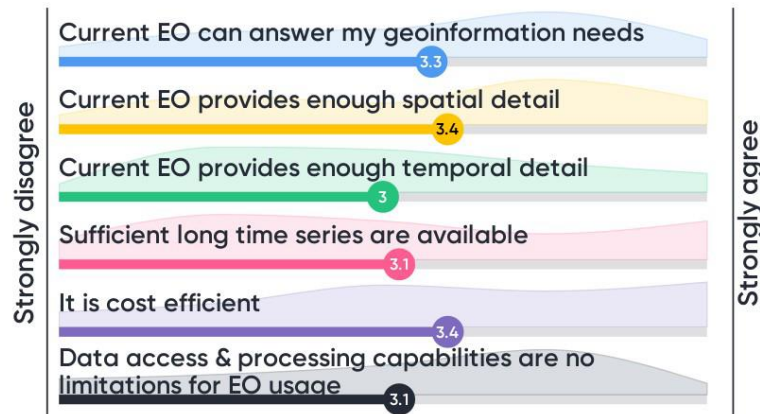 Strongly disagree
Current EO can answer my geoinformation needs
3.3
Current EO provides enough spatial detail
3.4
Current EO provides enough temporal detail
3
Sufficient long time series are available
3.1
It is cost efficient
3.4
Data access & processing capabilities are no
limitations for EO usage
3.1
Strongly agree